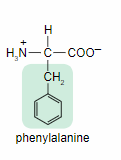 H
H₃N⁺–C–COO⁻
CH₂
phenylalanine